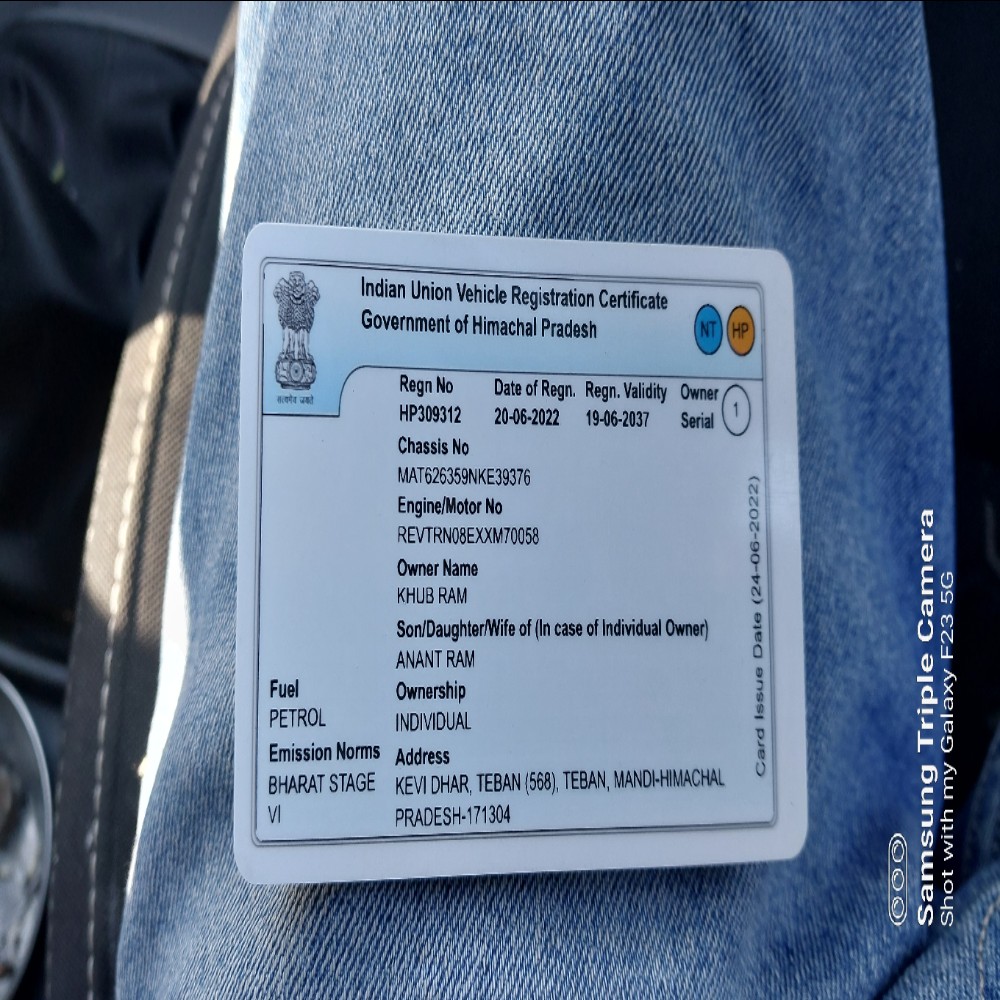 Indian Union Vehicle Registration Certificate
Government of Himachal Pradesh
NT HP
सत्यमेव जयते
Regn No Date of Regn. Regn. Validity Owner Serial 1
HP309312 20-06-2022 19-06-2037
Chassis No
MAT626359NKE39376
Engine/Motor No
REVTRN08EXXM70058
Owner Name
KHUB RAM
Son/Daughter/Wife of (In case of Individual Owner)
ANANT RAM
Fuel
PETROL
Emission Norms
BHARAT STAGE
VI
Ownership
INDIVIDUAL
Address
KEVI DHAR, TEBAN (568), TEBAN, MANDI-HIMACHAL
PRADESH-171304
Card Issue Date (24-06-2022)
Samsung Triple Camera
Shot with my Galaxy F23 5G